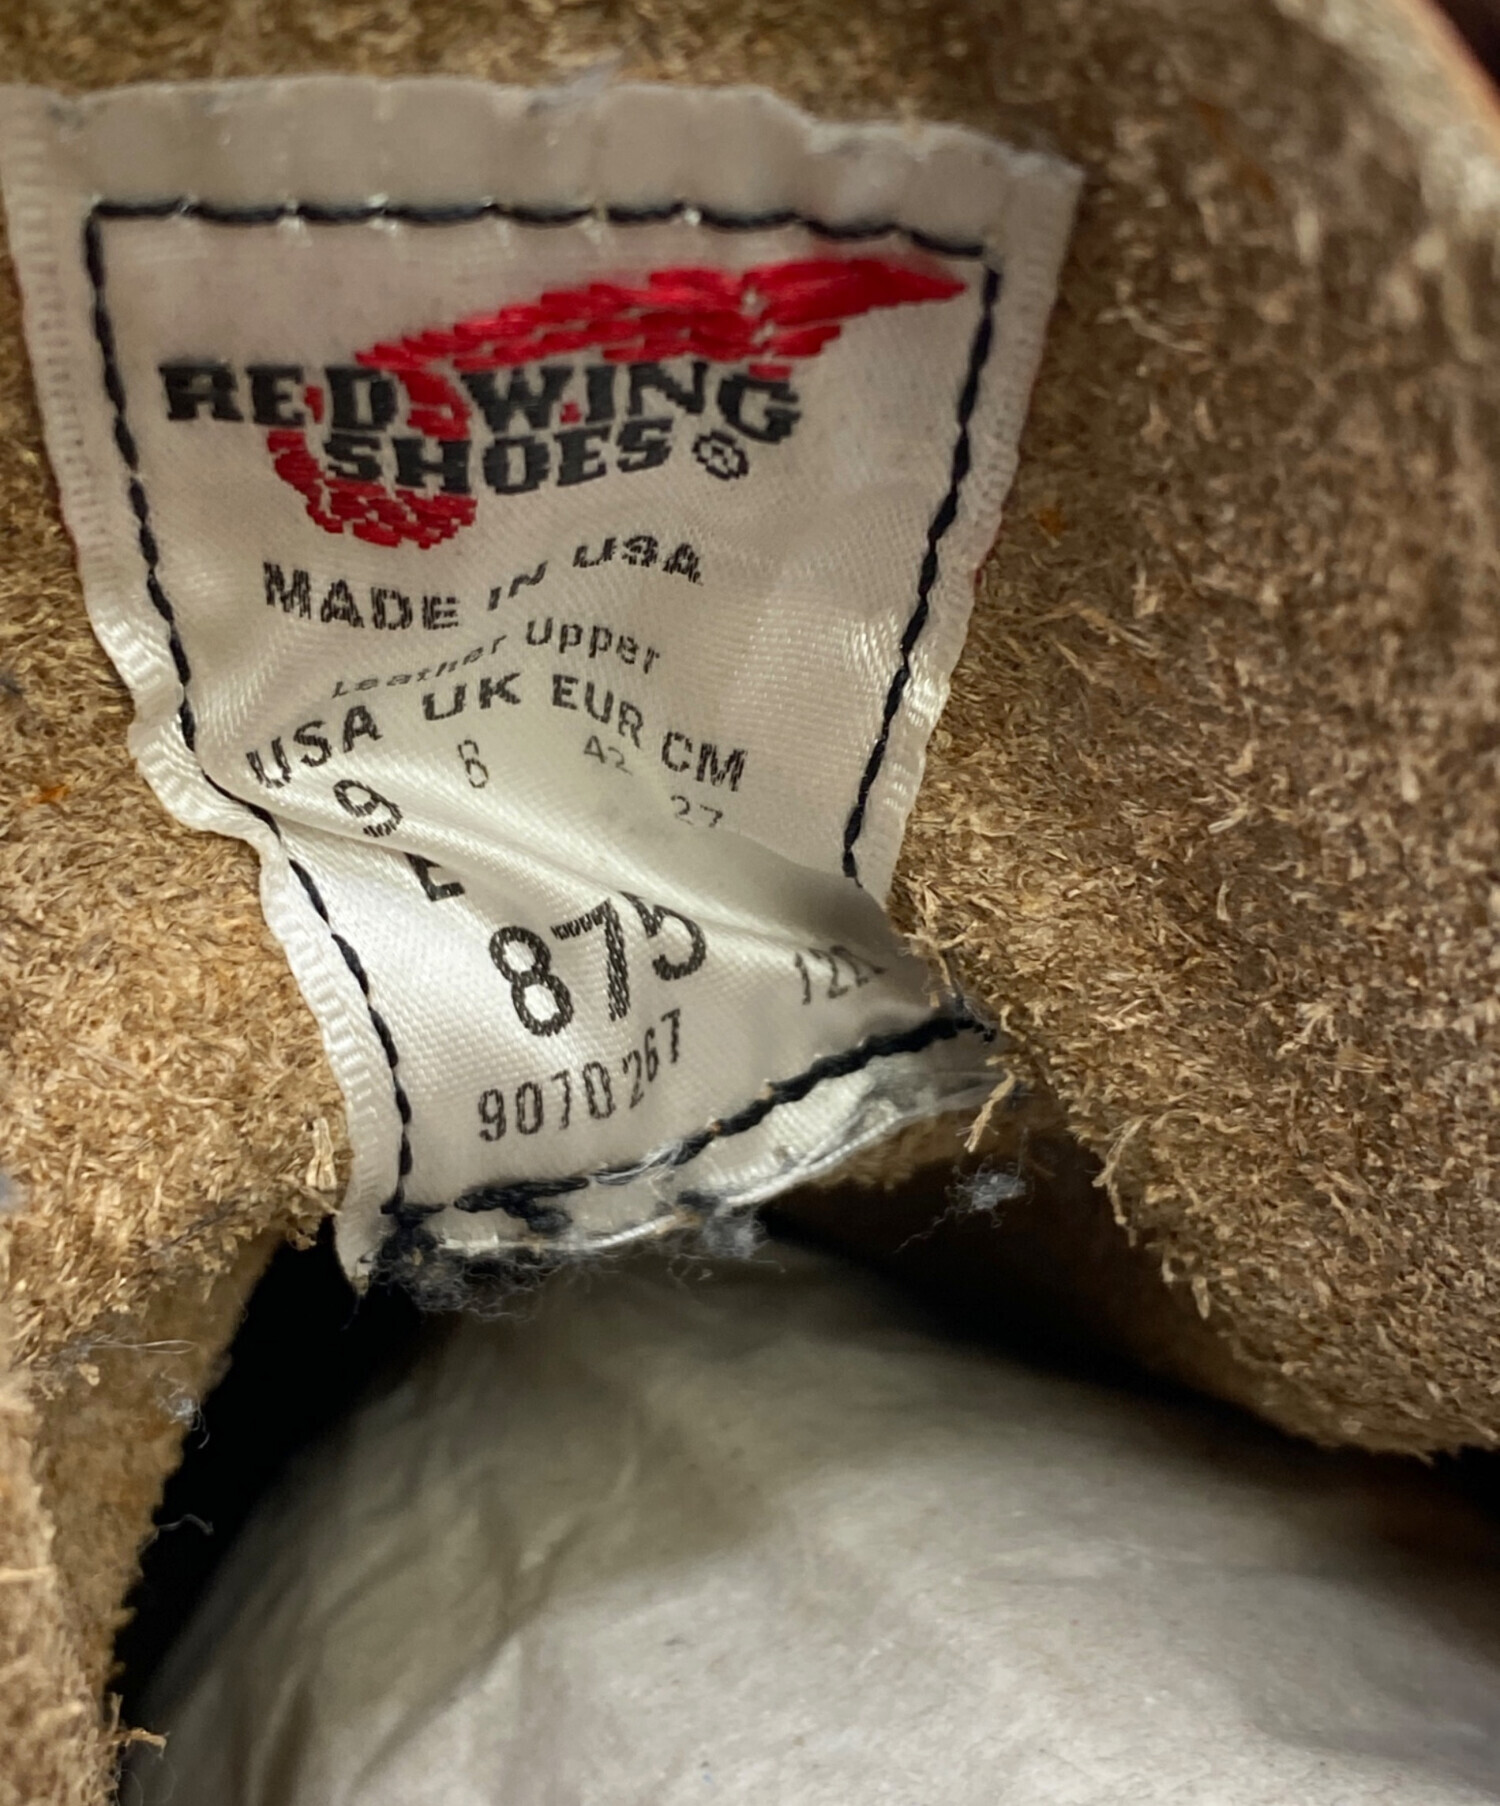 RED WING
SHOES ®
MADE IN USA
Leather Upper
USA UK EUR CM
9 8 42 27
E
875
9070267